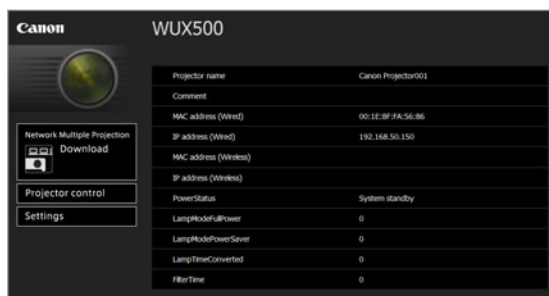 Canon
WUX500
Network Multiple Projection
Download
Projector control
Settings
Projector name Canon Projector001
Comment
MAC address (Wired) 00:1E:8F:FA:56:86
IP address (Wired) 192.168.50.150
MAC address (Wireless)
IP address (Wireless)
PowerStatus System standby
LampModeFullPower 0
LampModePowerSaver 0
LampTimeConverted 0
FilterTime 0